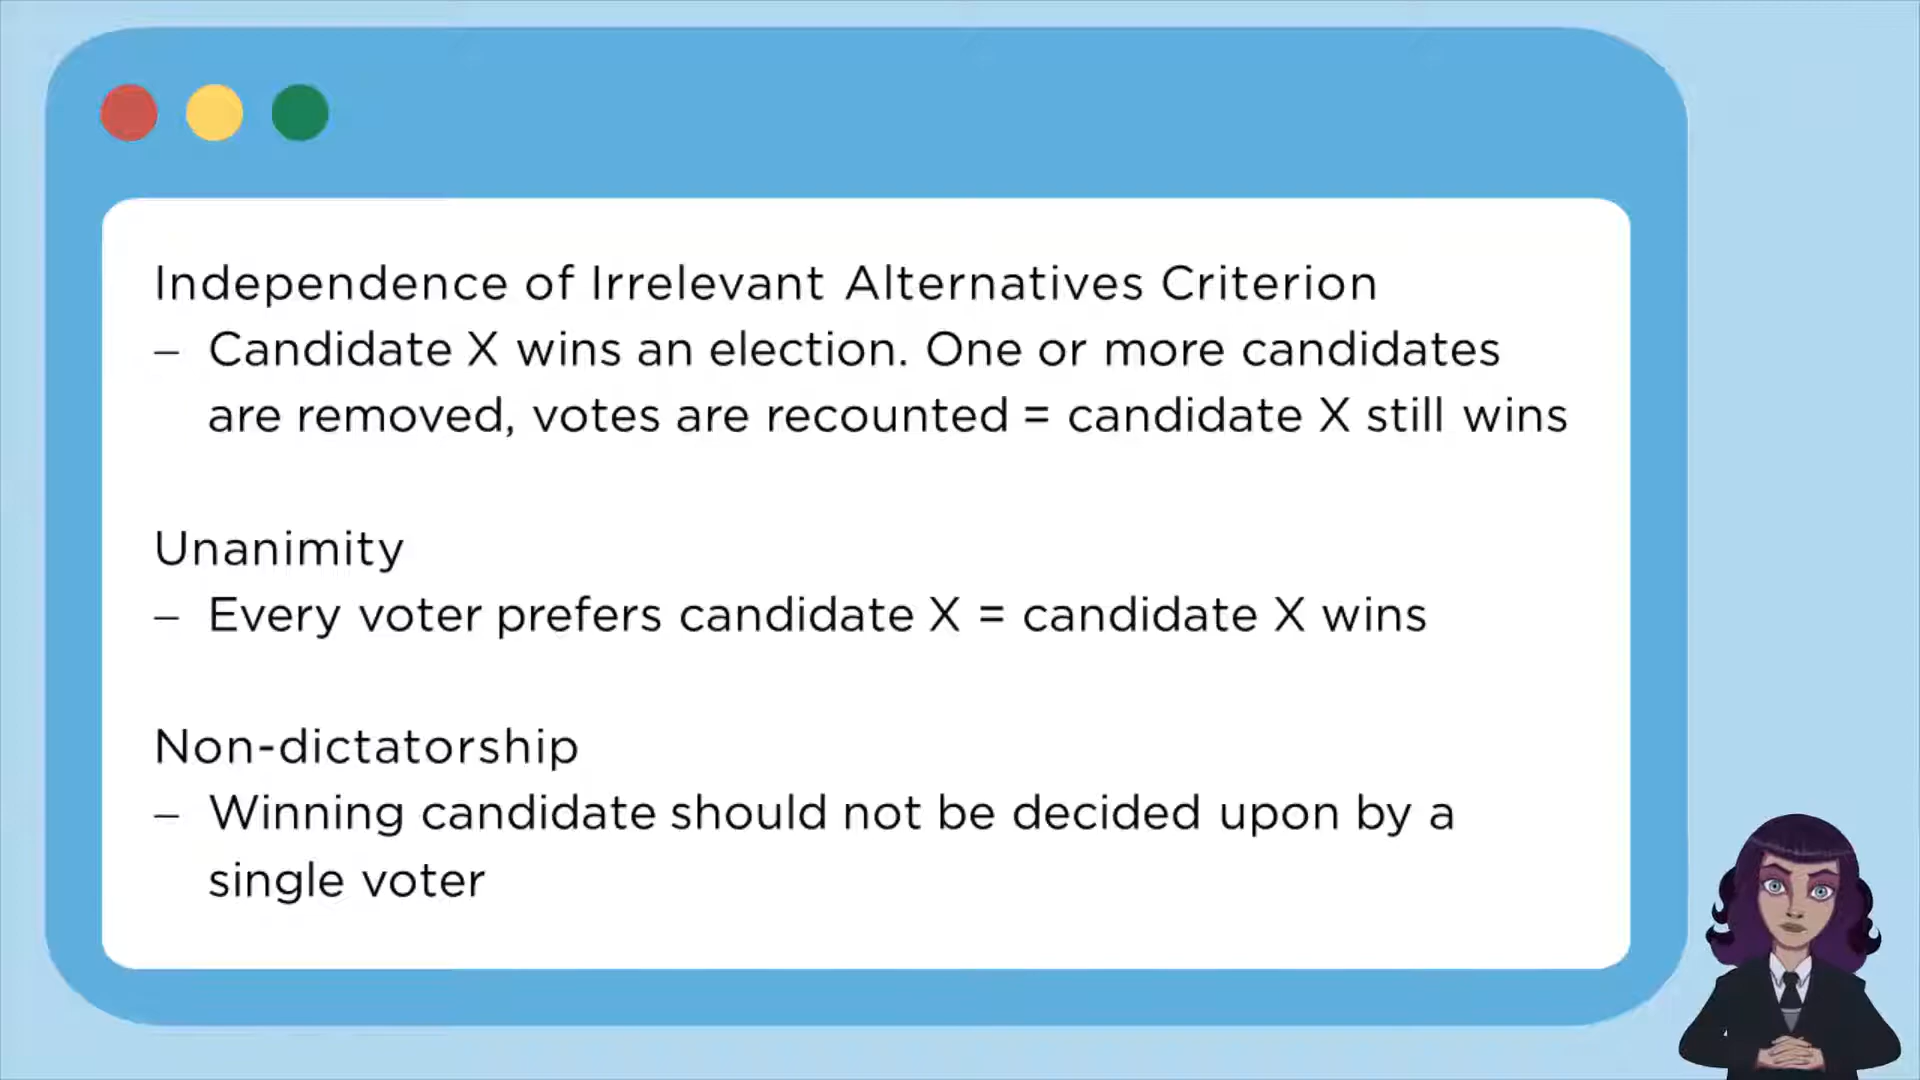 Independence of Irrelevant Alternatives Criterion
– Candidate X wins an election. One or more candidates
are removed, votes are recounted = candidate X still wins
Unanimity
– Every voter prefers candidate X = candidate X wins
Non-dictatorship
– Winning candidate should not be decided upon by a
single voter